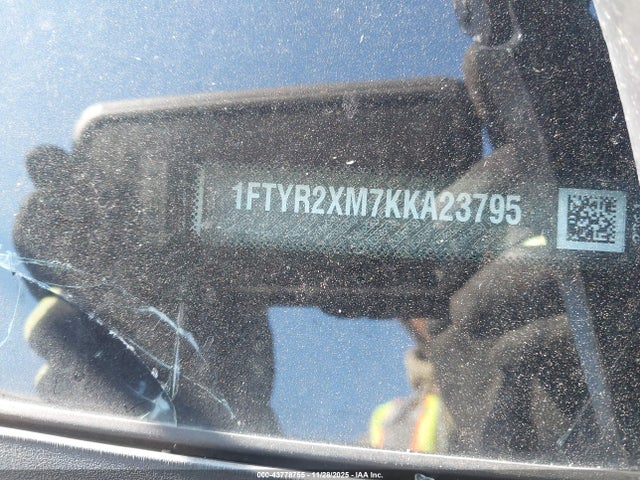 1FTYR2XM7KKA23795
000-43778755 - 11/28/2025 - IAA Inc.